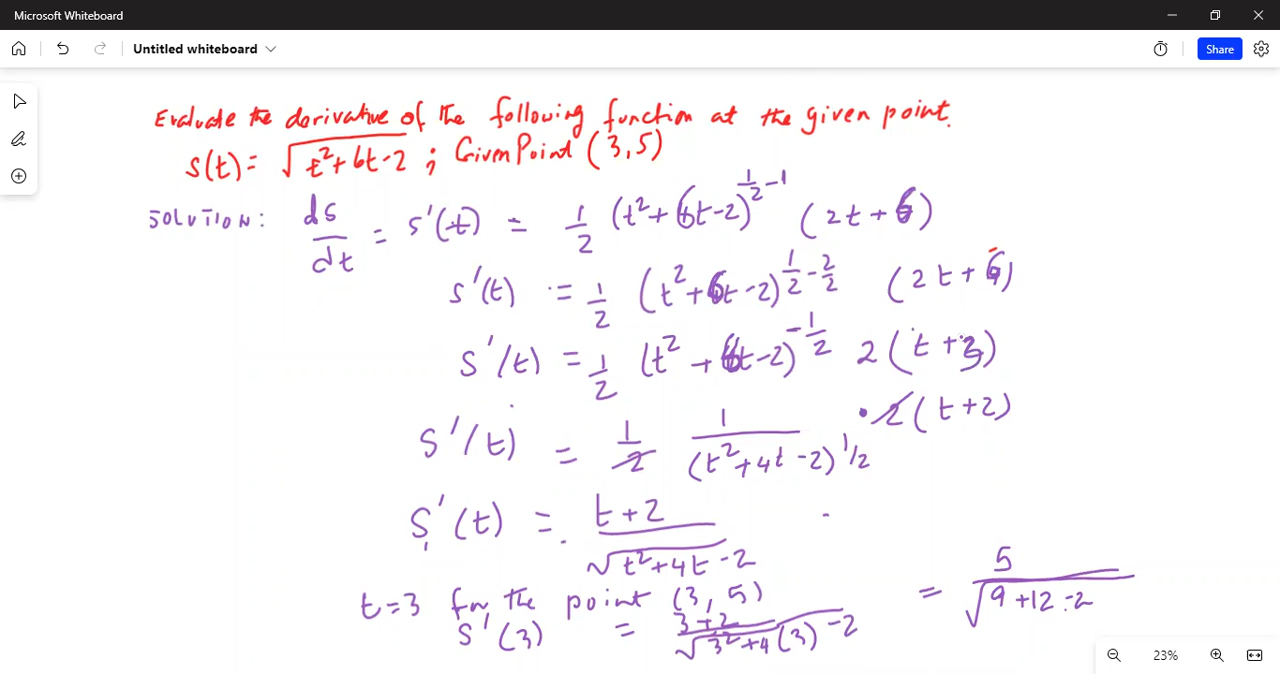 Microsoft Whiteboard
Untitled whiteboard
Share
Evaluate the derivative of the following function at the given point.
s(t) = √(t²+6t-2) ; Given Point (3,5)
SOLUTION: ds/dt = s'(t) = 1/2 (t²+6t-2)^(1/2-1) (2t+6)
s'(t) = 1/2 (t²+6t-2)^(1/2-2/2) (2t+6)
s'(t) = 1/2 (t²+6t-2)^(-1/2) 2(t+3)
s'(t) = 1/2 1/(t²+4t-2)^(1/2) • 2(t+2)
s'(t) = (t+2)/√(t²+4t-2)
t=3 for the point (3,5)
s'(3) = (3+2)/√(3²+4(3)-2) = 5/√(9+12-2)
23%